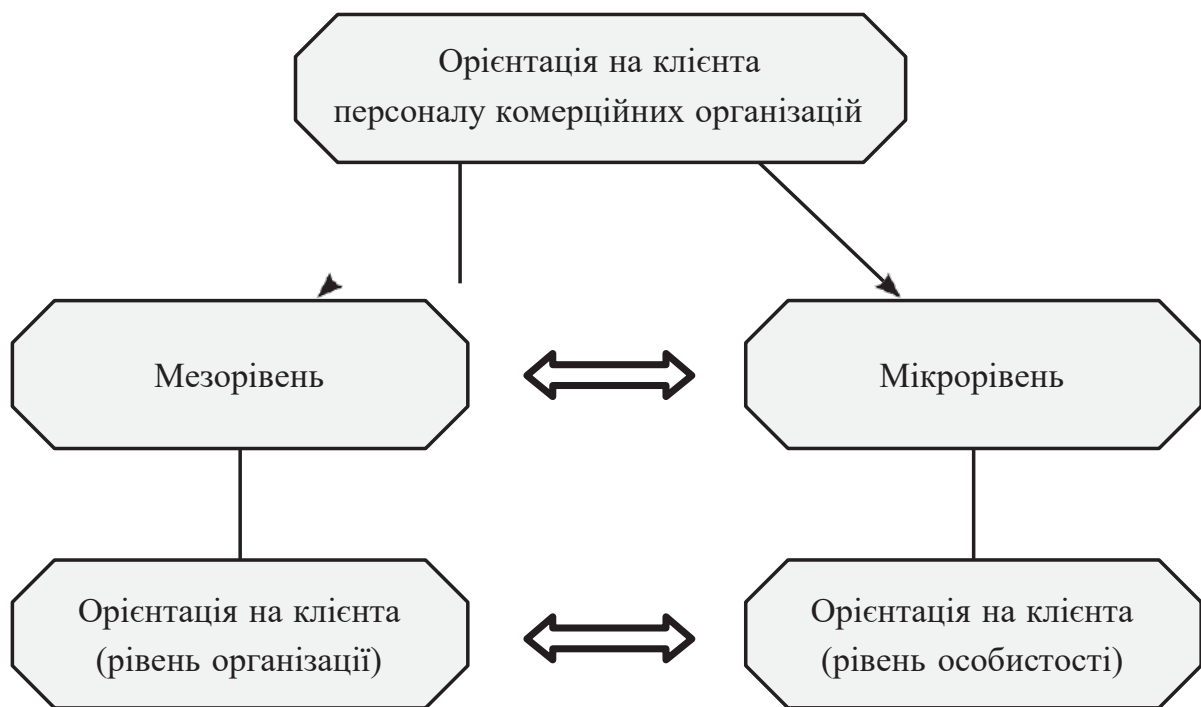 Орієнтація на клієнта
персоналу комерційних організацій
Мезорівень
Мікрорівень
Орієнтація на клієнта
(рівень організації)
Орієнтація на клієнта
(рівень особистості)